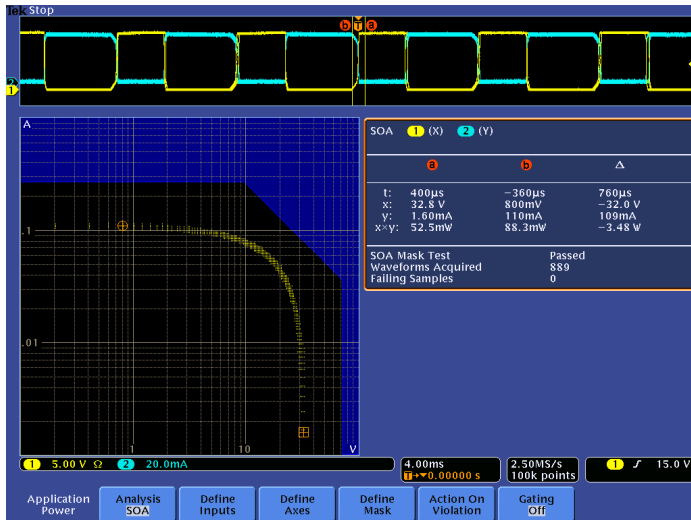 Tek Stop
b T a
2
1
A
.1
.01
1 10 V
SOA 1 (X) 2 (Y)
a b Δ
t: 400µs −360µs 760µs
x: 32.8 V 800mV −32.0 V
y: 1.60mA 110mA 109mA
x×y: 52.5mW 88.3mW −3.48 W
SOA Mask Test Passed
Waveforms Acquired 889
Failing Samples 0
1 5.00 V Ω 2 20.0mA
4.00ms 2.50MS/s 1 ∫ 15.0 V
T→▼0.00000 s 100k points
Application Power
Analysis SOA
Define Inputs
Define Axes
Define Mask
Action On Violation
Gating Off